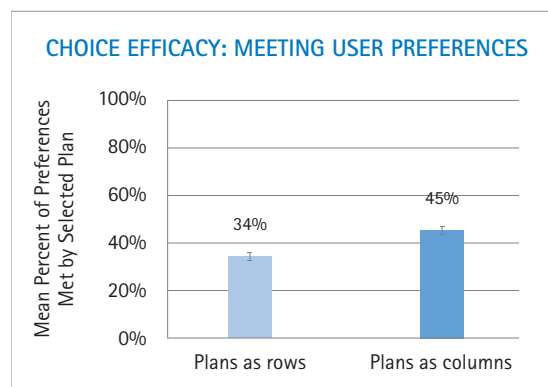 CHOICE EFFICACY: MEETING USER PREFERENCES
Mean Percent of Preferences
Met by Selected Plan
100%
80%
60%
40%
20%
0%
34%
45%
Plans as rows
Plans as columns